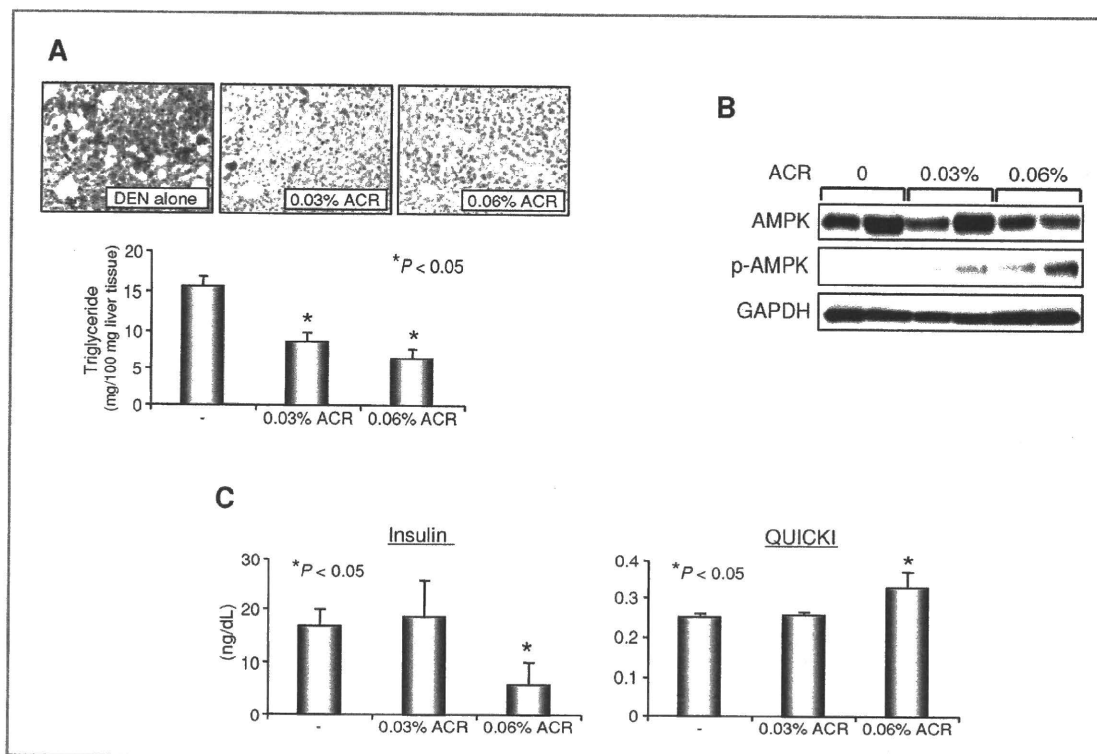 A
DEN alone
0.03% ACR
0.06% ACR
20
15
10
5
0
Triglyceride
(mg/100 mg liver tissue)
*P < 0.05
*
*
-
0.03% ACR
0.06% ACR
B
ACR 0 0.03% 0.06%
AMPK
p-AMPK
GAPDH
C
Insulin
30
20
10
0
(ng/dL)
*P < 0.05
*
-
0.03% ACR
0.06% ACR
QUICKI
0.4
0.3
0.2
0.1
0
*P < 0.05
*
-
0.03% ACR
0.06% ACR